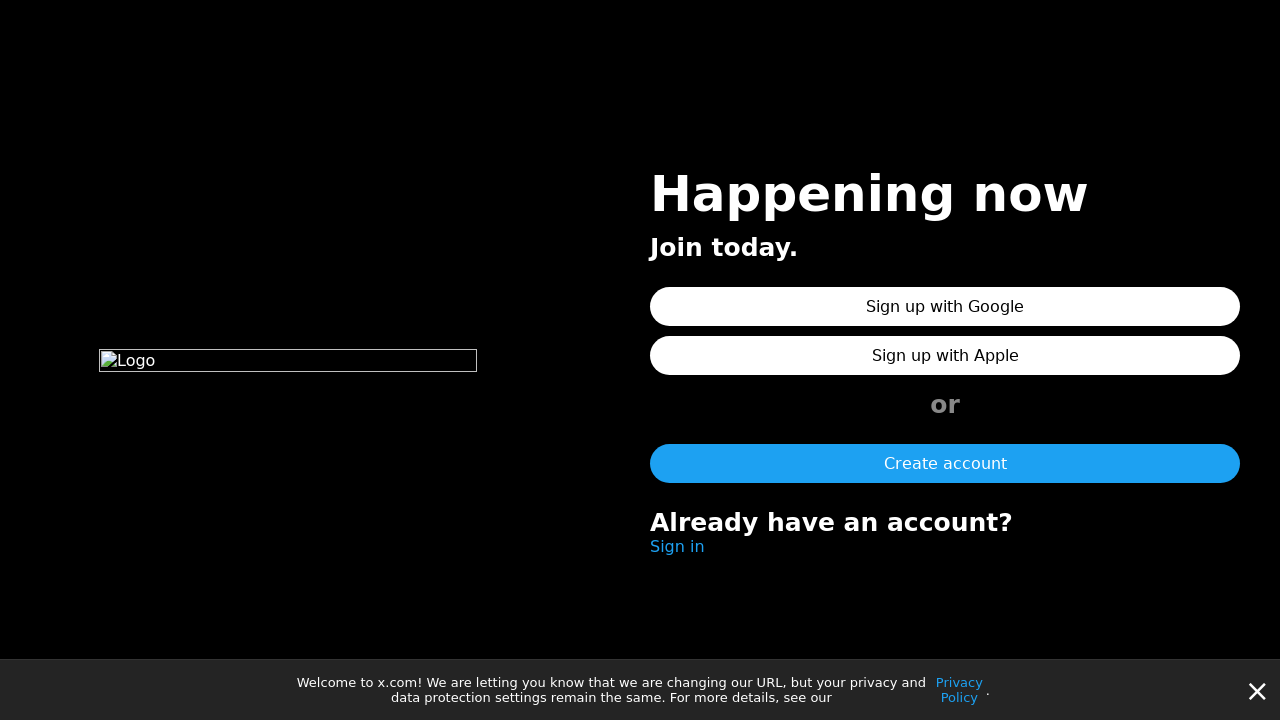 Happening now
Join today.
Sign up with Google
Logo
Sign up with Apple
or
Create account
Already have an account?
Sign in
Welcome to x.com! We are letting you know that we are changing our URL, but your privacy and
data protection settings remain the same. For more details, see our
Privacy
Policy
.